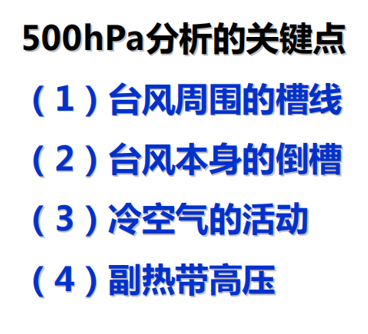 500hPa分析的关键点
（1）台风周围的槽线
（2）台风本身的倒槽
（3）冷空气的活动
（4）副热带高压